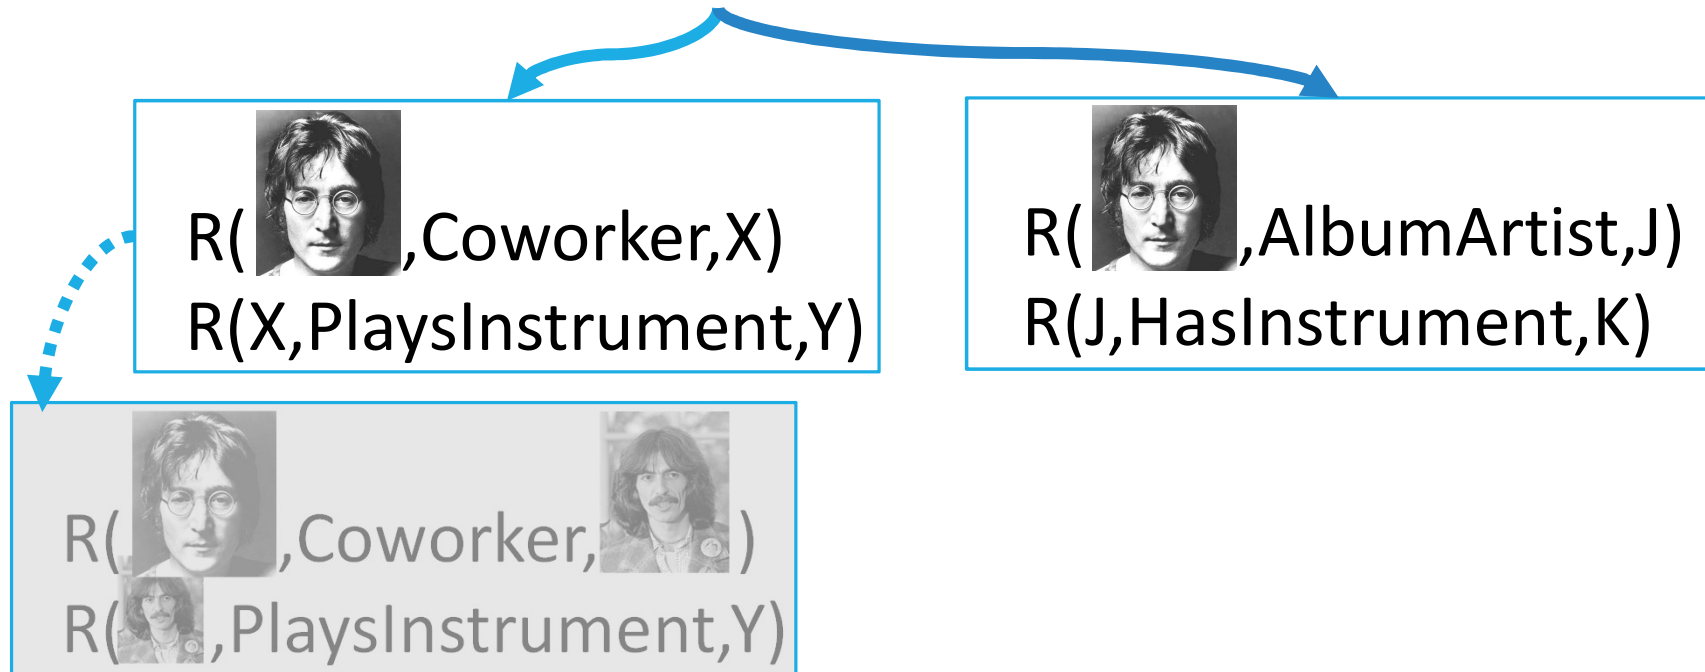 R( ,Coworker,X)
R(X,PlaysInstrument,Y)
R( ,AlbumArtist,J)
R(J,HasInstrument,K)
R( ,Coworker, )
R( ,PlaysInstrument,Y)